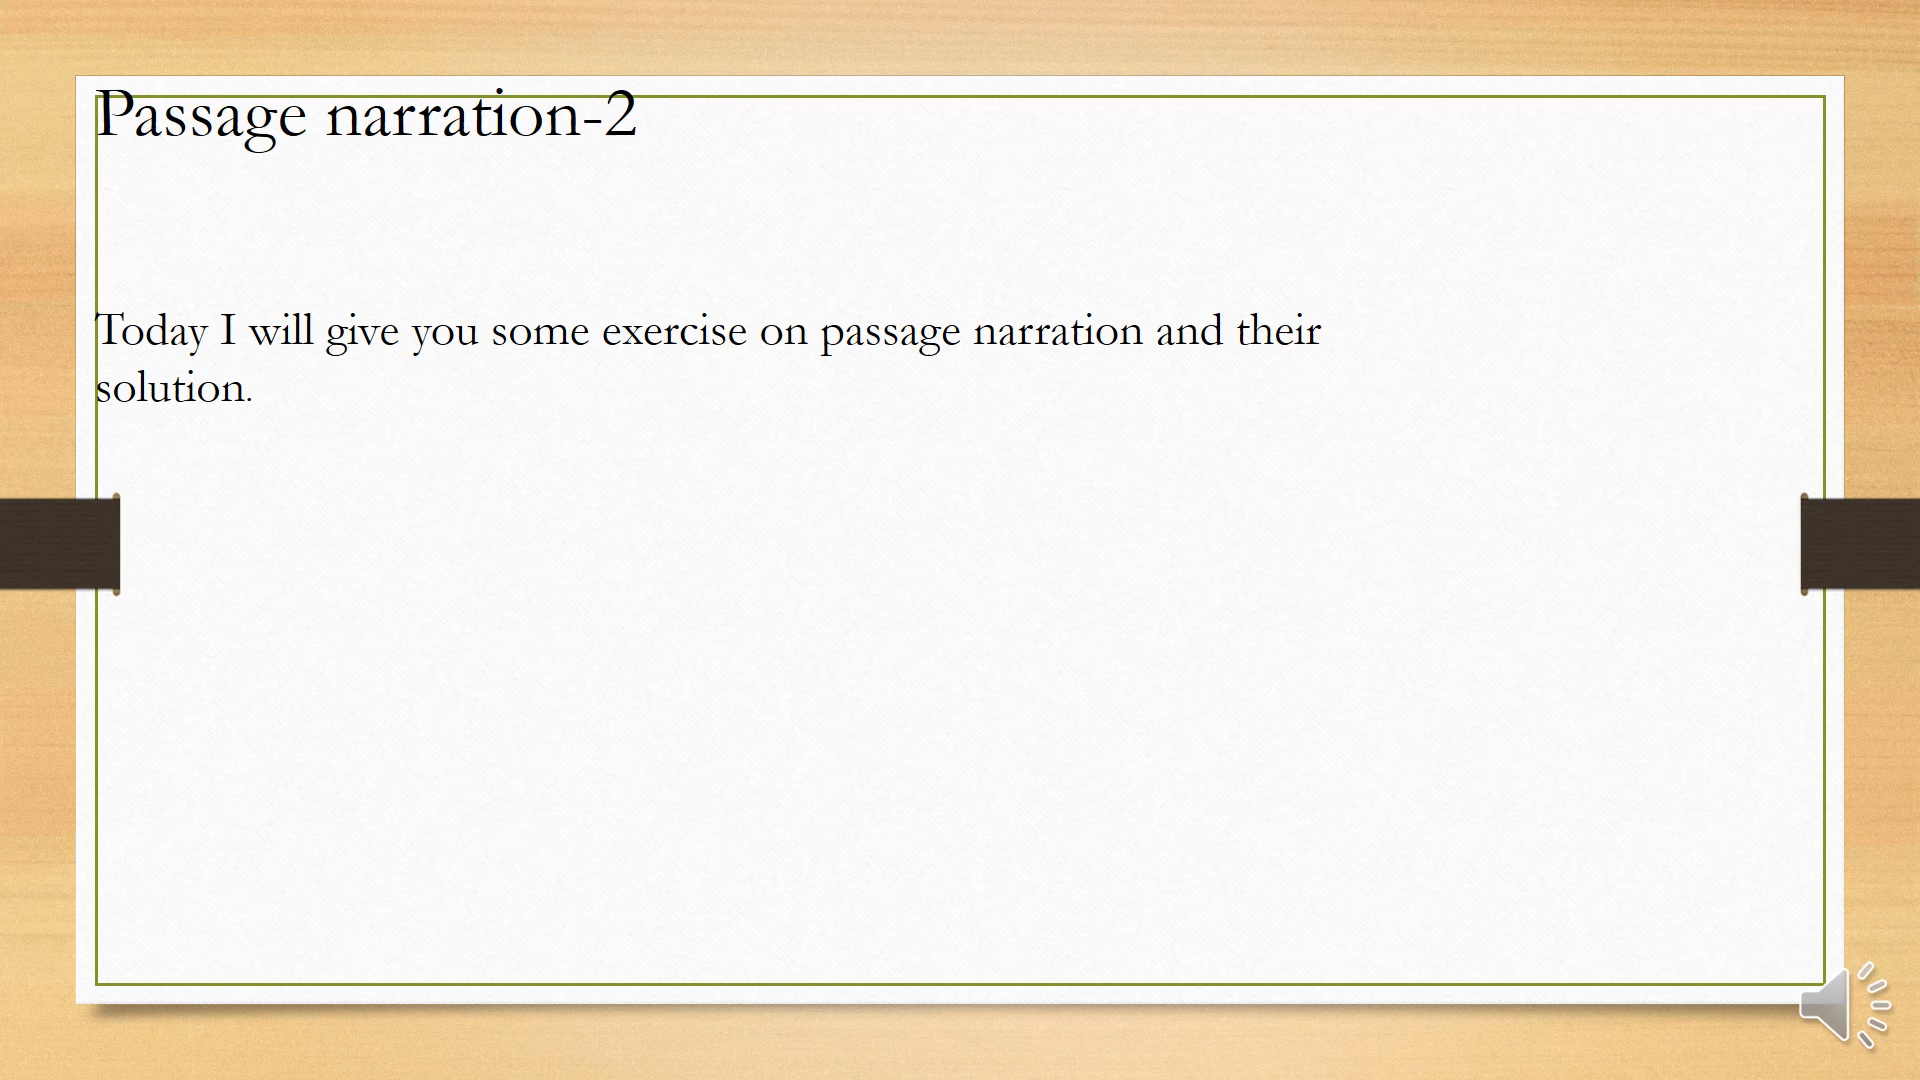 Passage narration-2
Today I will give you some exercise on passage narration and their
solution.